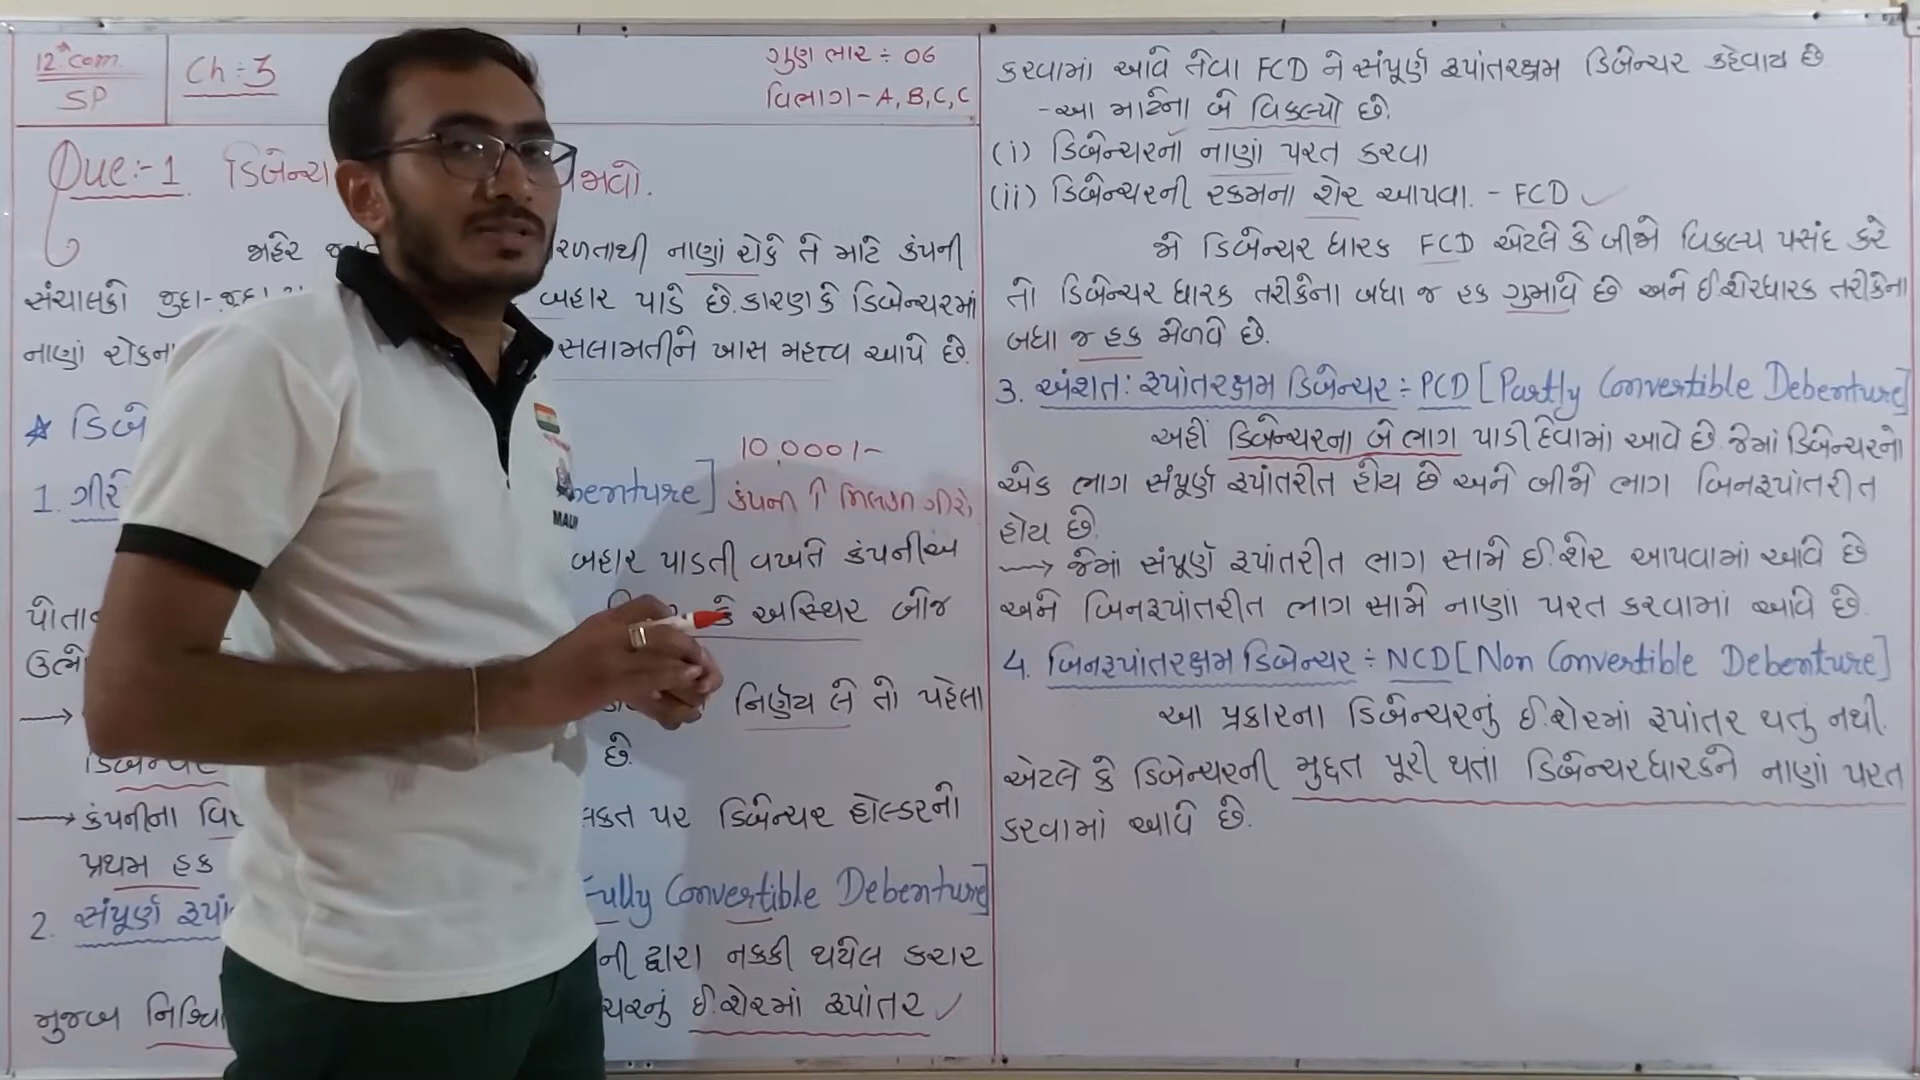 12th com.
SP
Ch ÷ 3
ગુણ ભાર ÷ 06
વિભાગ - A, B, C, C
Que:- 1 ડિબેન્ચ જાવો.
જાહેર રળતાથી નાણાં રોકે તે માટે કંપની
સંચાલકો જુદા-જુદા બહાર પાડે છે. કારણ કે ડિબેન્ચરમાં
નાણાં રોકના સલામતીને ખાસ મહત્ત્વ આપે છે.
☆ ડિબે
10,000/-
1. ગીરો benture] કંપની ↑ મિલકત ગીરો
બહાર પાડતી વખતે કંપનીએ
પોતા કે અસ્થિર બીજ
ઉભો
→ નિર્ણય લે તો પહેલા
ડિબેન્ચર છે.
→ કંપનીના વિ લકત પર ડિબેન્ચર હોલ્ડરનો
પ્રથમ હક
2. સંપૂર્ણ રૂપાં Fully Convertible Debenture]
ની દ્વારા નક્કી થયેલ કરાર
મુજબ નિશ્ચિ ચરનું ઈ.શેરમાં રૂપાંતર ✓
કરવામાં આવે તેવા FCD ને સંપૂર્ણ રૂપાંતરક્ષમ ડિબેન્ચર કહેવાય છે
- આ માટેના બે વિકલ્પો છે.
(i) ડિબેન્ચરનાં નાણાં પરત કરવા
(ii) ડિબેન્ચરની રકમના શેર આપવા. - FCD ✓
જો ડિબેન્ચર ધારક FCD એટલે કે બીજો વિકલ્પ પસંદ કરે
તો ડિબેન્ચર ધારક તરીકેના બધા જ હક ગુમાવે છે અને ઈ.શેરધારક તરીકેના
બધા જ હક મેળવે છે.
3. અંશતઃ રૂપાંતરક્ષમ ડિબેન્ચર ÷ PCD [Partly Convertible Debenture]
અહીં ડિબેન્ચરના બે ભાગ પાડી દેવામાં આવે છે. જેમાં ડિબેન્ચરનો
એક ભાગ સંપૂર્ણ રૂપાંતરીત હોય છે અને બીજો ભાગ બિનરૂપાંતરીત
હોય છે.
→ જેમાં સંપૂર્ણ રૂપાંતરીત ભાગ સામે ઈ.શેર આપવામાં આવે છે
અને બિનરૂપાંતરીત ભાગ સામે નાણાં પરત કરવામાં આવે છે.
4. બિનરૂપાંતરક્ષમ ડિબેન્ચર ÷ NCD [Non Convertible Debenture]
આ પ્રકારના ડિબેન્ચરનું ઈ.શેરમાં રૂપાંતર થતુ નથી.
એટલે કે ડિબેન્ચરની મુદ્દત પૂરી થતાં ડિબેન્ચરધારકને નાણાં પરત
કરવામાં આવે છે.